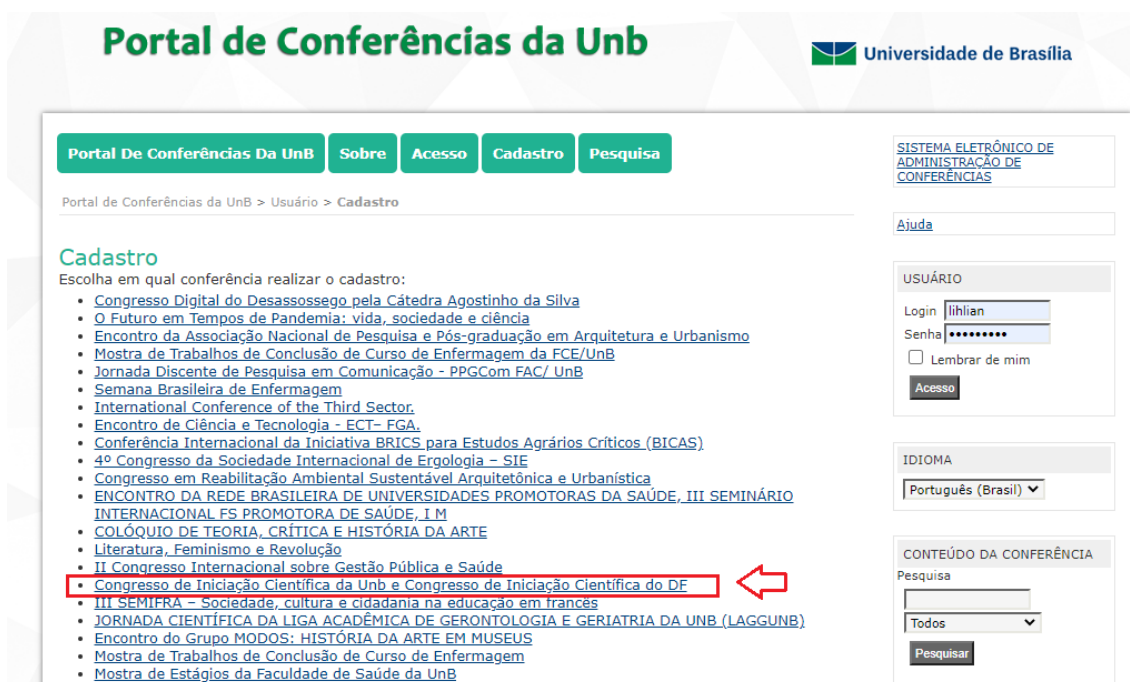 Portal de Conferências da Unb
Universidade de Brasília
Portal De Conferências Da UnB
Sobre
Acesso
Cadastro
Pesquisa
Portal de Conferências da UnB > Usuário > Cadastro
Cadastro
Escolha em qual conferência realizar o cadastro:
Congresso Digital do Desassossego pela Cátedra Agostinho da Silva
O Futuro em Tempos de Pandemia: vida, sociedade e ciência
Encontro da Associação Nacional de Pesquisa e Pós-graduação em Arquitetura e Urbanismo
Mostra de Trabalhos de Conclusão de Curso de Enfermagem da FCE/UnB
Jornada Discente de Pesquisa em Comunicação - PPGCom FAC/ UnB
Semana Brasileira de Enfermagem
International Conference of the Third Sector.
Encontro de Ciência e Tecnologia - ECT– FGA.
Conferência Internacional da Iniciativa BRICS para Estudos Agrários Críticos (BICAS)
4º Congresso da Sociedade Internacional de Ergologia – SIE
Congresso em Reabilitação Ambiental Sustentável Arquitetônica e Urbanística
ENCONTRO DA REDE BRASILEIRA DE UNIVERSIDADES PROMOTORAS DA SAÚDE, III SEMINÁRIO
INTERNACIONAL FS PROMOTORA DE SAÚDE, I M
COLÓQUIO DE TEORIA, CRÍTICA E HISTÓRIA DA ARTE
Literatura, Feminismo e Revolução
II Congresso Internacional sobre Gestão Pública e Saúde
Congresso de Iniciação Científica da Unb e Congresso de Iniciação Científica do DF
III SEMIFRA – Sociedade, cultura e cidadania na educação em francês
JORNADA CIENTÍFICA DA LIGA ACADÊMICA DE GERONTOLOGIA E GERIATRIA DA UNB (LAGGUNB)
Encontro do Grupo MODOS: HISTÓRIA DA ARTE EM MUSEUS
Mostra de Trabalhos de Conclusão de Curso de Enfermagem
Mostra de Estágios da Faculdade de Saúde da UnB
SISTEMA ELETRÔNICO DE
ADMINISTRAÇÃO DE
CONFERÊNCIAS
Ajuda
USUÁRIO
Login lihlian
Senha •••••••••
Lembrar de mim
Acesso
IDIOMA
Português (Brasil)
CONTEÚDO DA CONFERÊNCIA
Pesquisa
Todos
Pesquisar